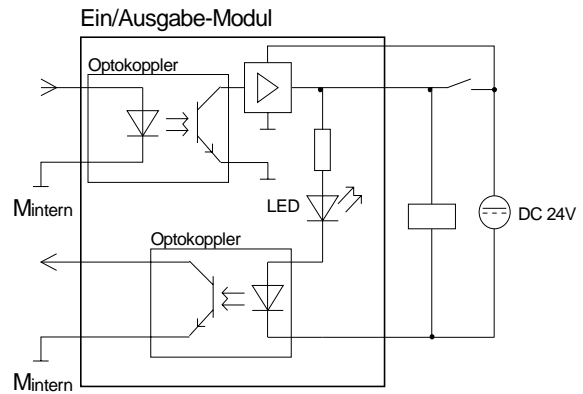 Ein/Ausgabe-Modul
Optokoppler
Mintern
LED
DC 24V
Optokoppler
Mintern